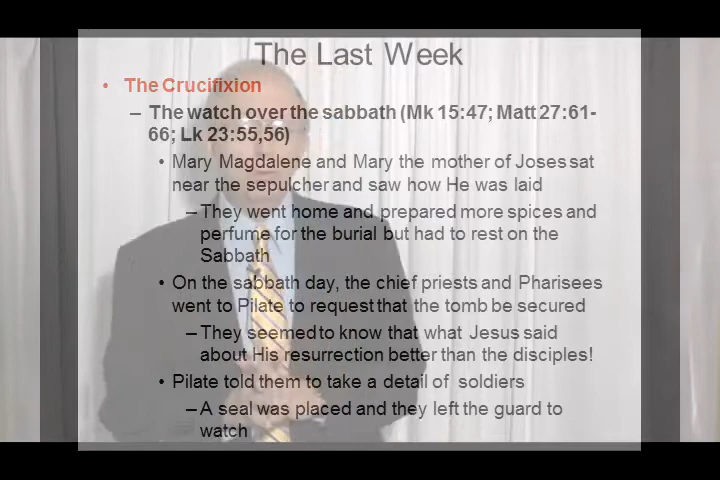 The Last Week
• The Crucifixion
– The watch over the sabbath (Mk 15:47; Matt 27:61-
66; Lk 23:55,56)
• Mary Magdalene and Mary the mother of Joses sat
near the sepulcher and saw how He was laid
– They went home and prepared more spices and
perfume for the burial but had to rest on the
Sabbath
• On the sabbath day, the chief priests and Pharisees
went to Pilate to request that the tomb be secured
– They seemed to know that what Jesus said
about His resurrection better than the disciples!
• Pilate told them to take a detail of soldiers
– A seal was placed and they left the guard to
watch